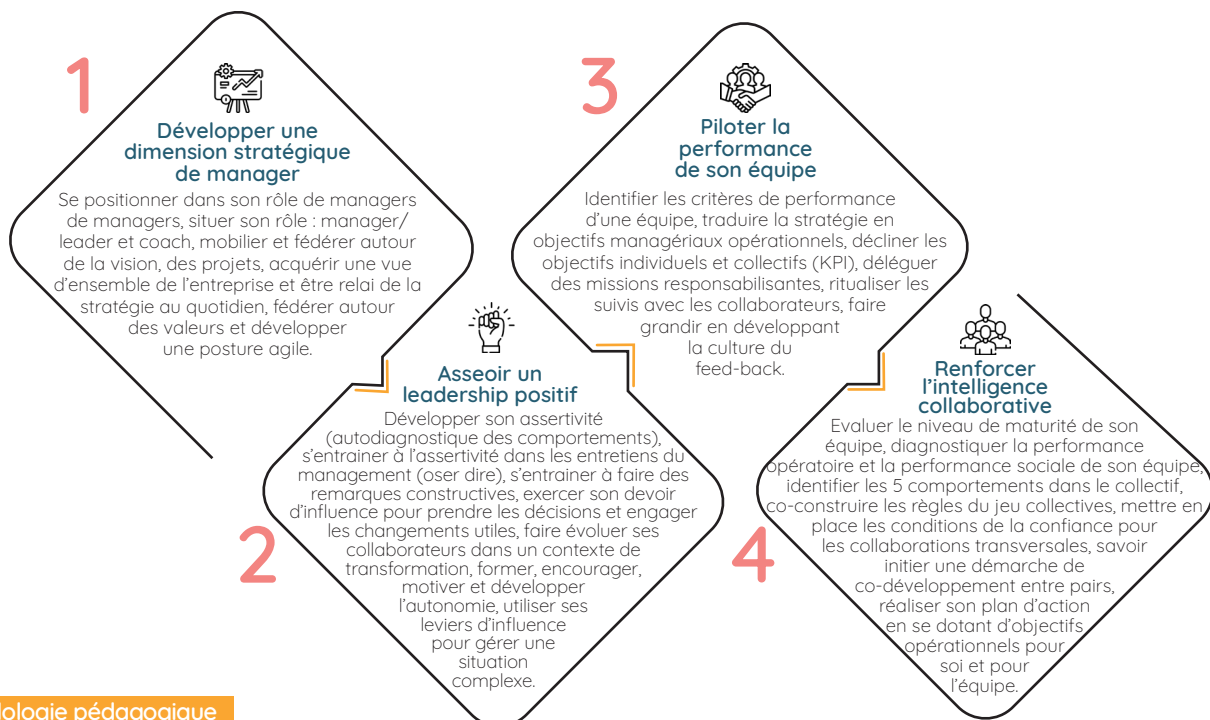 1
Développer une
dimension stratégique
de manager
Se positionner dans son rôle de managers
de managers, situer son rôle : manager/
leader et coach, mobilier et fédérer autour
de la vision, des projets, acquérir une vue
d'ensemble de l'entreprise et être relai de la
stratégie au quotidien, fédérer autour
des valeurs et développer
une posture agile.
2
Asseoir un
leadership positif
Développer son assertivité
(autodiagnostique des comportements),
s'entrainer à l'assertivité dans les entretiens du
management (oser dire), s'entrainer à faire des
remarques constructives, exercer son devoir
d'influence pour prendre les décisions et engager
les changements utiles, faire évoluer ses
collaborateurs dans un contexte de
transformation, former, encourager,
motiver et développer
l'autonomie, utiliser ses
leviers d'influence
pour gérer une
situation
complexe.
3
Piloter la
performance
de son équipe
Identifier les critères de performance
d'une équipe, traduire la stratégie en
objectifs managériaux opérationnels, décliner les
objectifs individuels et collectifs (KPI), déléguer
des missions responsabilisantes, ritualiser les
suivis avec les collaborateurs, faire
grandir en développant
la culture du
feed-back.
4
Renforcer
l'intelligence
collaborative
Evaluer le niveau de maturité de son
équipe, diagnostiquer la performance
opératoire et la performance sociale de son équipe,
identifier les 5 comportements dans le collectif,
co-construire les règles du jeu collectives, mettre en
place les conditions de la confiance pour
les collaborations transversales, savoir
initier une démarche de
co-développement entre pairs,
réaliser son plan d'action
en se dotant d'objectifs
opérationnels pour
soi et pour
l'équipe.
pédagogique